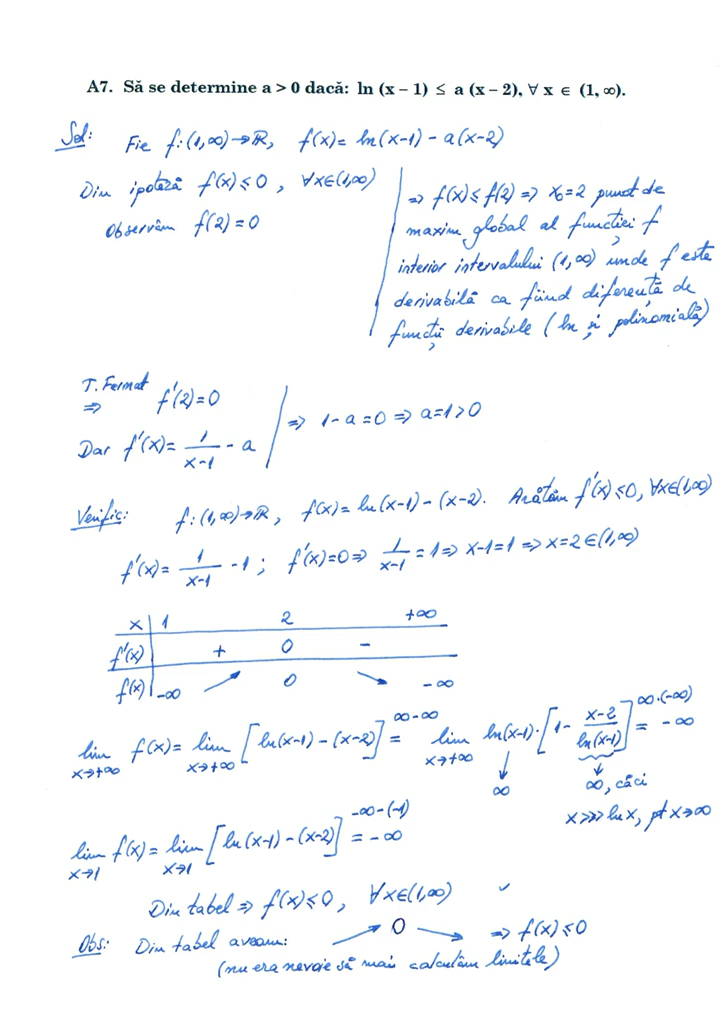 A7. Să se determine a > 0 dacă: ln (x – 1) ≤ a (x – 2), ∀ x ∈ (1, ∞).
Sol: Fie f:(1,∞)→ℝ, f(x)= ln(x-1) - a(x-2)
Din ipoteză f(x)≤0, ∀x∈(1,∞)
Observăm f(2)=0
⇒ f(x)≤f(2) ⇒ x₀=2 punct de
maxim global al funcției f
interior intervalului (1,∞) unde f este
derivabilă ca fiind diferență de
funcții derivabile (ln și polinomială)
T. Fermat ⇒ f'(2)=0
Dar f'(x)= 1/(x-1) - a
⇒ 1-a=0 ⇒ a=1>0
Verific: f:(1,∞)→ℝ, f(x)= ln(x-1)-(x-2). Arătăm f'(x)≤0, ∀x∈(1,∞)
f'(x)= 1/(x-1) -1; f'(x)=0 ⇒ 1/(x-1) = 1 ⇒ x-1=1 ⇒ x=2∈(1,∞)
x | 1 2 +∞
f'(x) | + 0 -
f(x) | -∞ ↗ 0 ↘ -∞
lim x→+∞ f(x)= lim x→+∞ [ln(x-1)-(x-2)] ∞-∞ = lim x→+∞ ln(x-1)·[1- (x-2)/ln(x-1)] ∞·(-∞) = -∞
↓ ∞ ↓ ∞, căci
x>>>ln x, pt x→∞
lim x→1 f(x)= lim x→1 [ln(x-1)-(x-2)] -∞-(-1) = -∞
Din tabel ⇒ f(x)≤0, ∀x∈(1,∞) ✓
Obs: Din tabel aveam: ↗ 0 ↘ ⇒ f(x)≤0
(nu era nevoie să mai calculăm limitele)